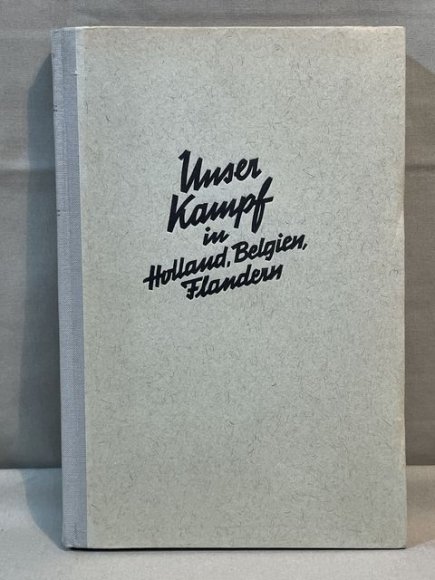 Unser
Kampf
in
Holland, Belgien,
Flandern